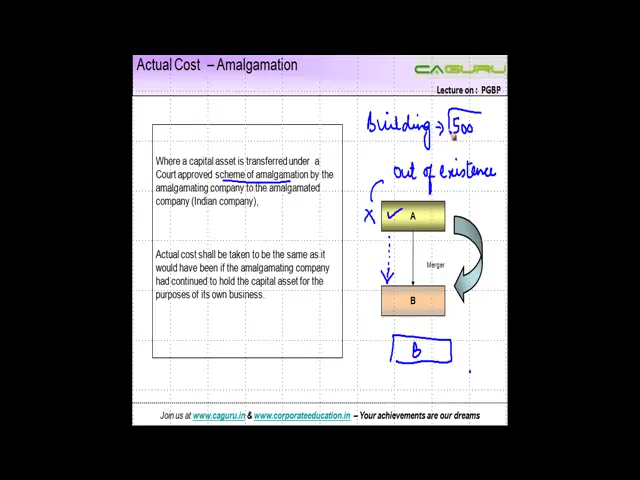 Actual Cost – Amalgamation
CAGURU
Lecture on : PGBP
Building → 500
Where a capital asset is transferred under a
Court approved scheme of amalgamation by the
amalgamating company to the amalgamated
company (Indian company),
out of existence
X
A
Merger
Actual cost shall be taken to be the same as it
would have been if the amalgamating company
had continued to hold the capital asset for the
purposes of its own business.
B
B
Join us at www.caguru.in & www.corporateeducation.in – Your achievements are our dreams